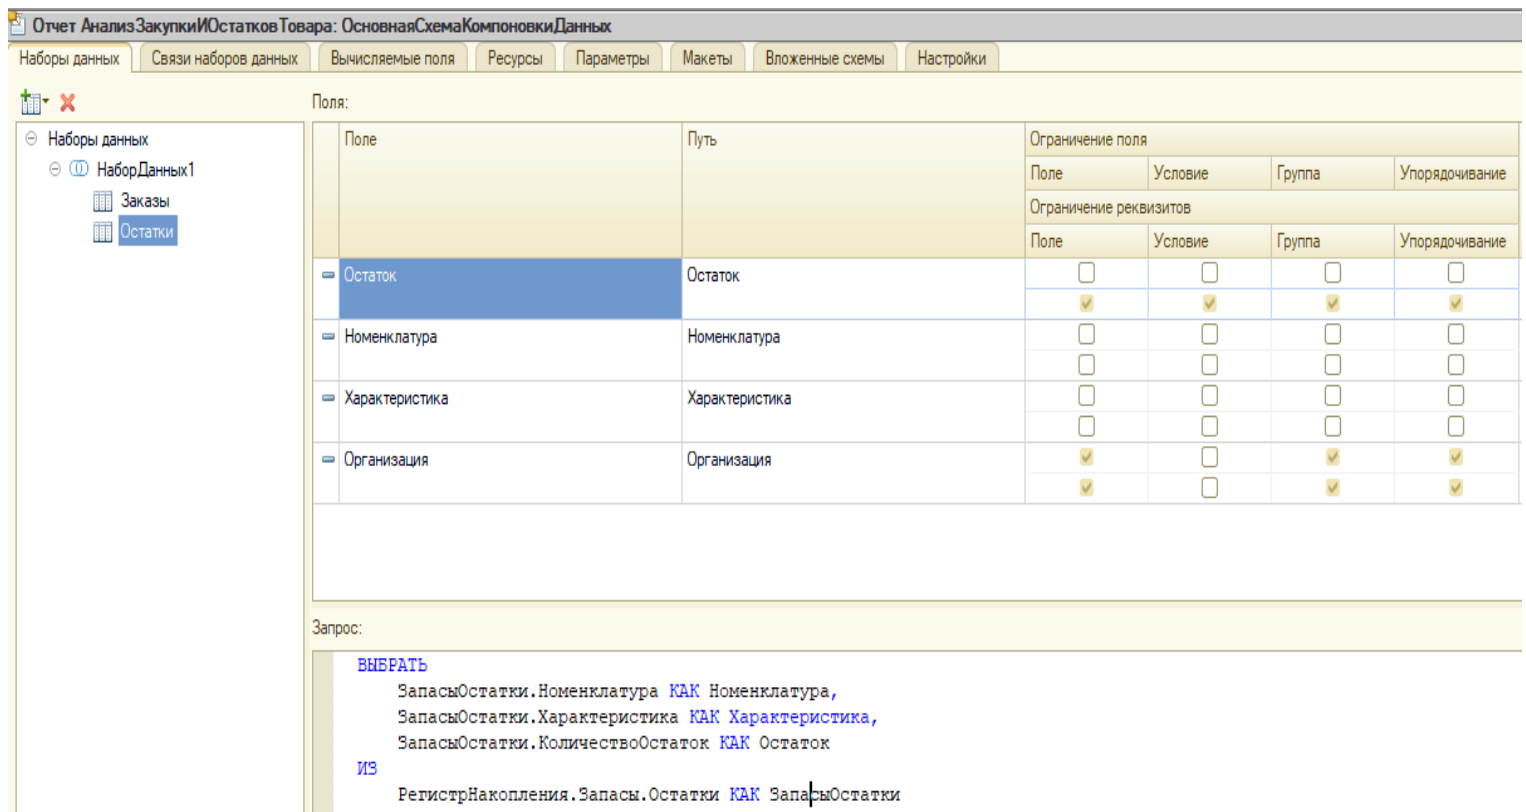 Отчет АнализЗакупкиИОстатковТовара: ОсновнаяСхемаКомпоновкиДанных
Наборы данных Связи наборов данных Вычисляемые поля Ресурсы Параметры Макеты Вложенные схемы Настройки
Поля:
Наборы данных
НаборДанных1
Заказы
Остатки
Поле Путь Ограничение поля
Поле Условие Группа Упорядочивание
Ограничение реквизитов
Поле Условие Группа Упорядочивание
Остаток Остаток
Номенклатура Номенклатура
Характеристика Характеристика
Организация Организация
Запрос:
ВЫБРАТЬ
ЗапасыОстатки.Номенклатура КАК Номенклатура,
ЗапасыОстатки.Характеристика КАК Характеристика,
ЗапасыОстатки.КоличествоОстаток КАК Остаток
ИЗ
РегистрНакопления.Запасы.Остатки КАК ЗапасыОстатки